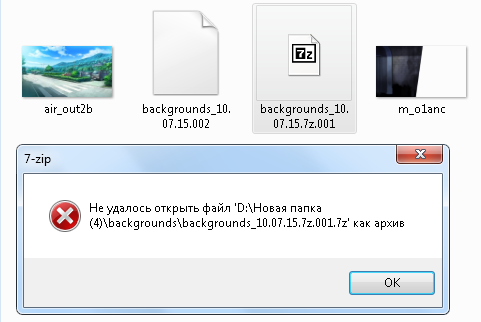 air_out2b
backgrounds_10.
07.15.002
7z
backgrounds_10.
07.15.7z.001
m_o1anc
7-zip
Не удалось открыть файл 'D:\Новая папка
(4)\backgrounds\backgrounds_10.07.15.7z.001.7z' как архив
OK